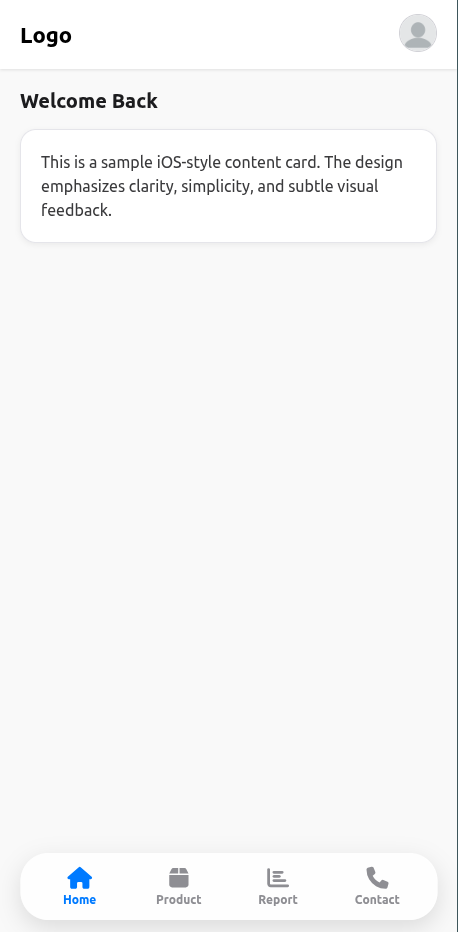 Logo
Welcome Back
This is a sample iOS-style content card. The design
emphasizes clarity, simplicity, and subtle visual
feedback.
Home Product Report Contact